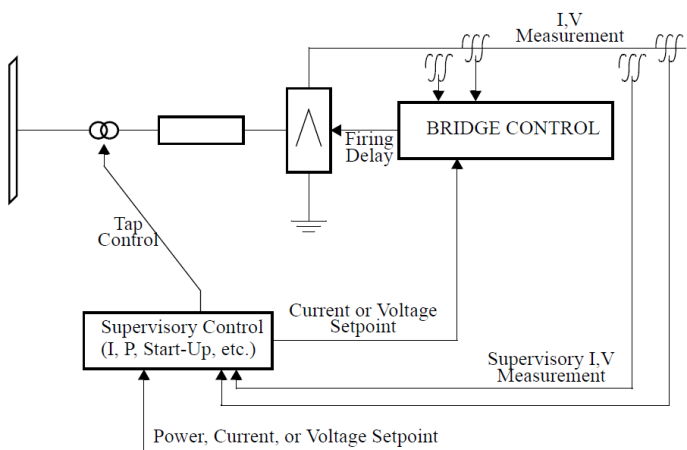 I,V
Measurement
BRIDGE CONTROL
Firing
Delay
Tap
Control
Current or Voltage
Setpoint
Supervisory Control
(I, P, Start-Up, etc.)
Supervisory I,V
Measurement
Power, Current, or Voltage Setpoint